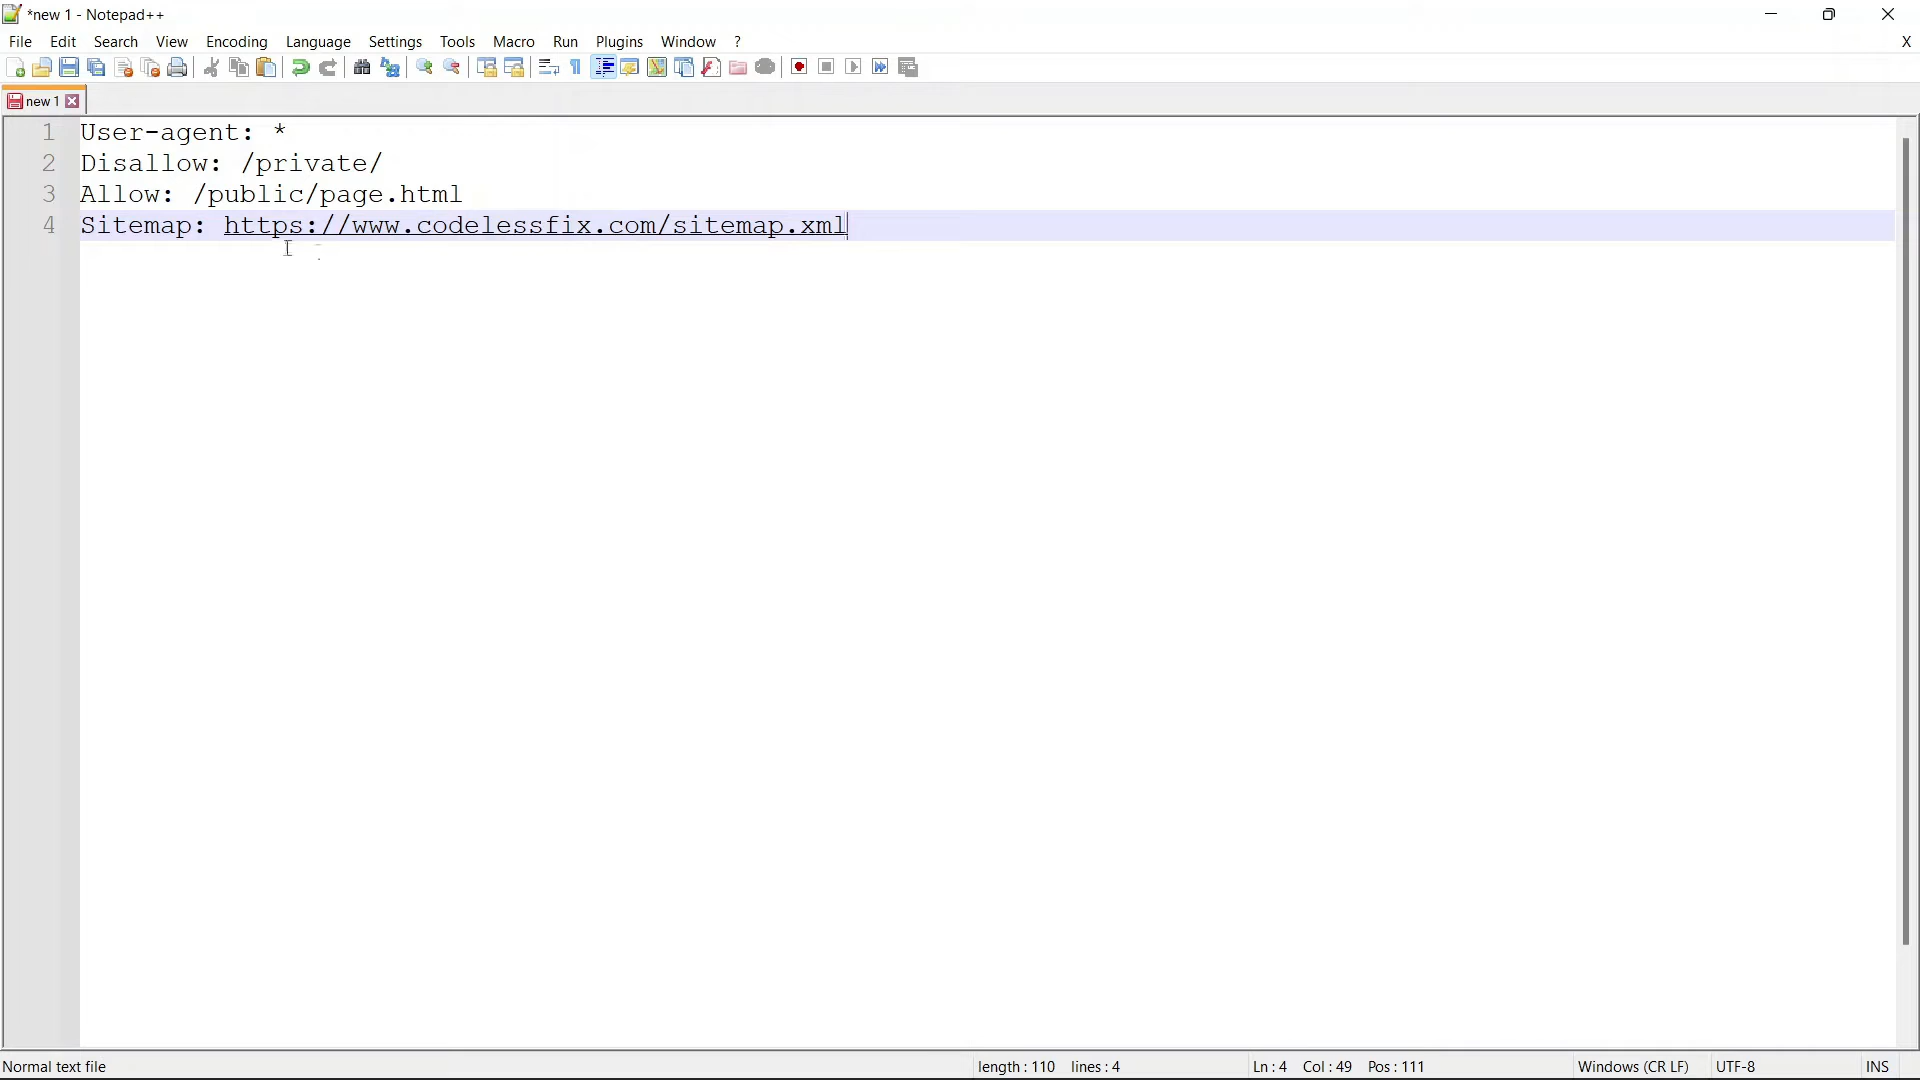 *new 1 - Notepad++
File Edit Search View Encoding Language Settings Tools Macro Run Plugins Window ? X
new 1
1 User-agent: *
2 Disallow: /private/
3 Allow: /public/page.html
4 Sitemap: https://www.codelessfix.com/sitemap.xml
Normal text file length : 110 lines : 4 Ln : 4 Col : 49 Pos : 111 Windows (CR LF) UTF-8 INS